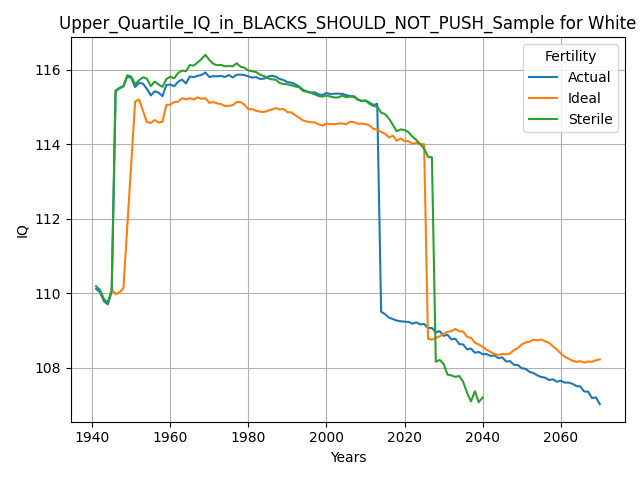 Upper_Quartile_IQ_in_BLACKS_SHOULD_NOT_PUSH_Sample for White
Fertility
Actual
Ideal
Sterile
116
114
112
110
108
IQ
1940
1960
1980
2000
2020
2040
2060
Years